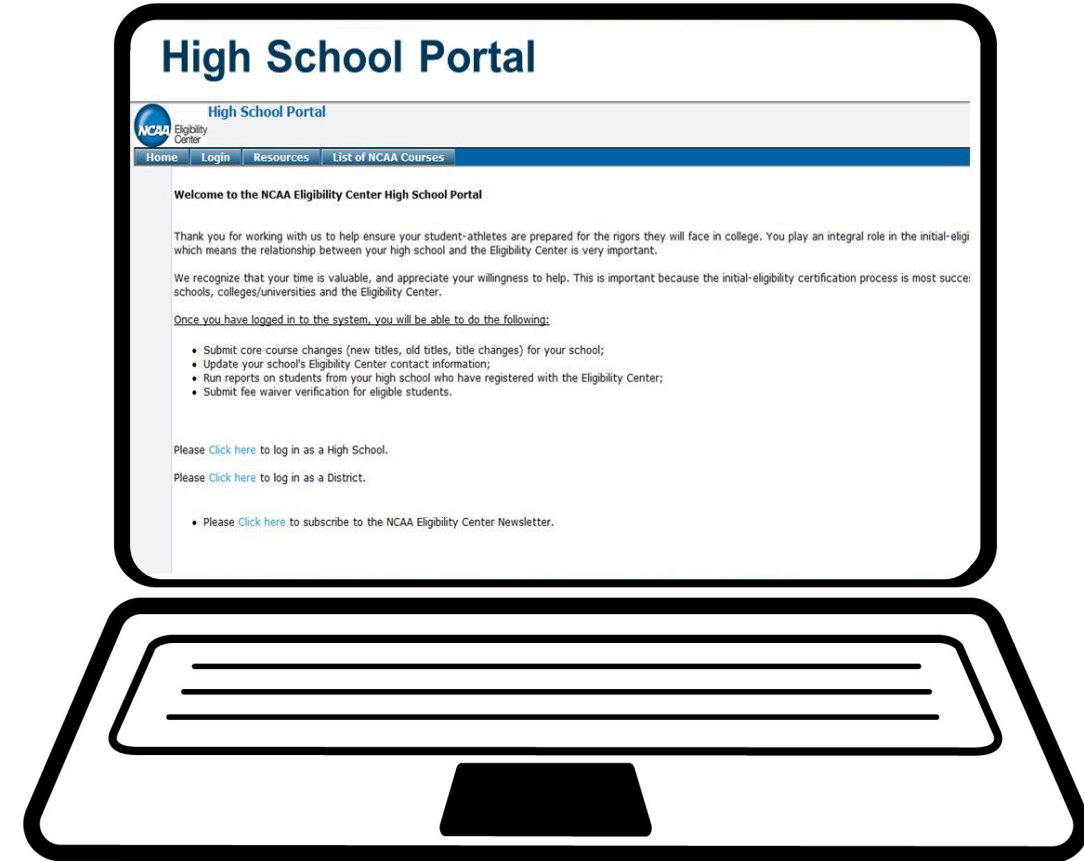 High School Portal
High School Portal
NCAA Eligibility
Center
Home Login Resources List of NCAA Courses
Welcome to the NCAA Eligibility Center High School Portal
Thank you for working with us to help ensure your student-athletes are prepared for the rigors they will face in college. You play an integral role in the initial-eligi
which means the relationship between your high school and the Eligibility Center is very important.
We recognize that your time is valuable, and appreciate your willingness to help. This is important because the initial-eligibility certification process is most succe
schools, colleges/universities and the Eligibility Center.
Once you have logged in to the system, you will be able to do the following:
• Submit core course changes (new titles, old titles, title changes) for your school;
• Update your school's Eligibility Center contact information;
• Run reports on students from your high school who have registered with the Eligibility Center;
• Submit fee waiver verification for eligible students.
Please Click here to log in as a High School.
Please Click here to log in as a District.
• Please Click here to subscribe to the NCAA Eligibility Center Newsletter.